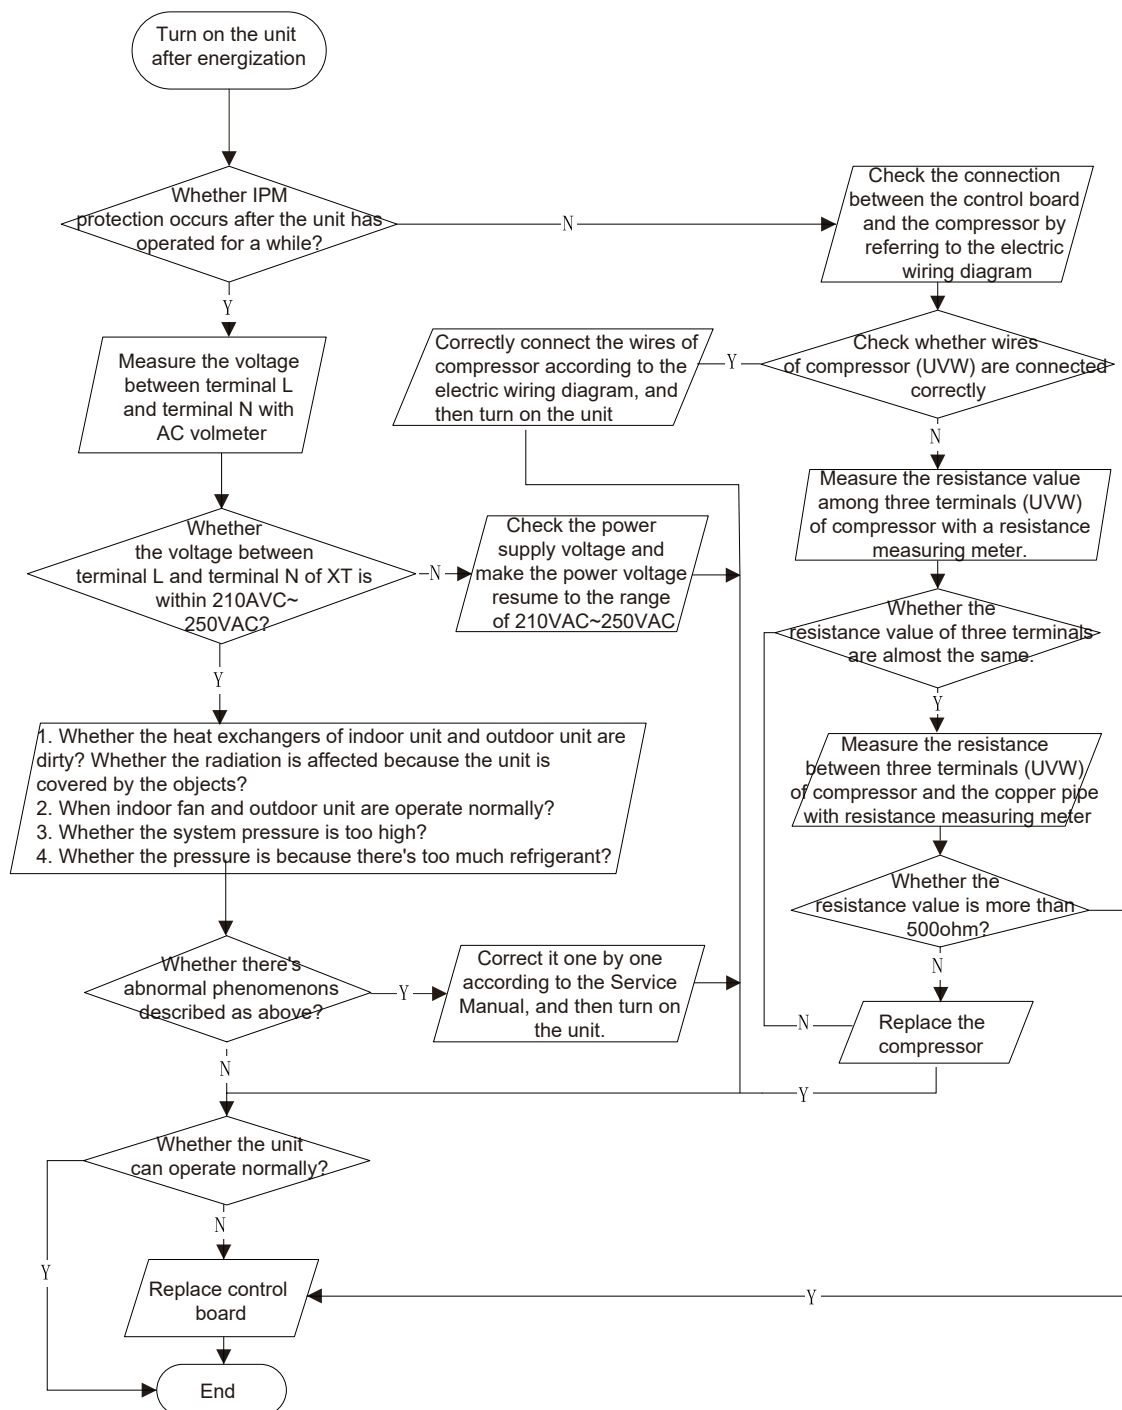 Turn on the unit
after energization
Whether IPM
protection occurs after the unit has
operated for a while?
N
Check the connection
between the control board
and the compressor by
referring to the electric
wiring diagram
Y
Measure the voltage
between terminal L
and terminal N with
AC volmeter
Correctly connect the wires of
compressor according to the
electric wiring diagram, and
then turn on the unit
Y
Check whether wires
of compressor (UVW) are connected
correctly
N
Measure the resistance value
among three terminals (UVW)
of compressor with a resistance
measuring meter.
Whether
the voltage between
terminal L and terminal N of XT is
within 210AVC~
250VAC?
N
Check the power
supply voltage and
make the power voltage
resume to the range
of 210VAC~250VAC
Whether the
resistance value of three terminals
are almost the same.
Y
Y
1. Whether the heat exchangers of indoor unit and outdoor unit are
dirty? Whether the radiation is affected because the unit is
covered by the objects?
2. When indoor fan and outdoor unit are operate normally?
3. Whether the system pressure is too high?
4. Whether the pressure is because there's too much refrigerant?
Measure the resistance
between three terminals (UVW)
of compressor and the copper pipe
with resistance measuring meter
Whether the
resistance value is more than
500ohm?
N
Whether there's
abnormal phenomenons
described as above?
Y
Correct it one by one
according to the Service
Manual, and then turn on
the unit.
N
Replace the
compressor
N
Y
Whether the unit
can operate normally?
N
Y
Replace control
board
Y
End